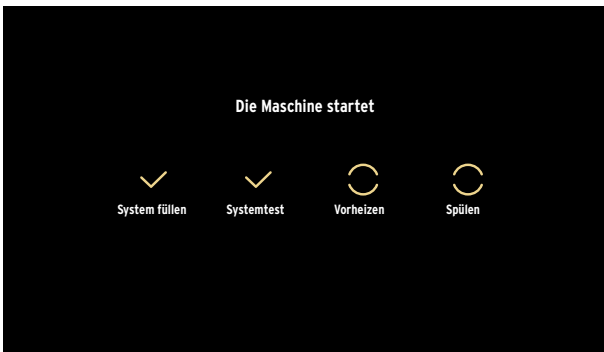 Die Maschine startet
System füllen
Systemtest
Vorheizen
Spülen